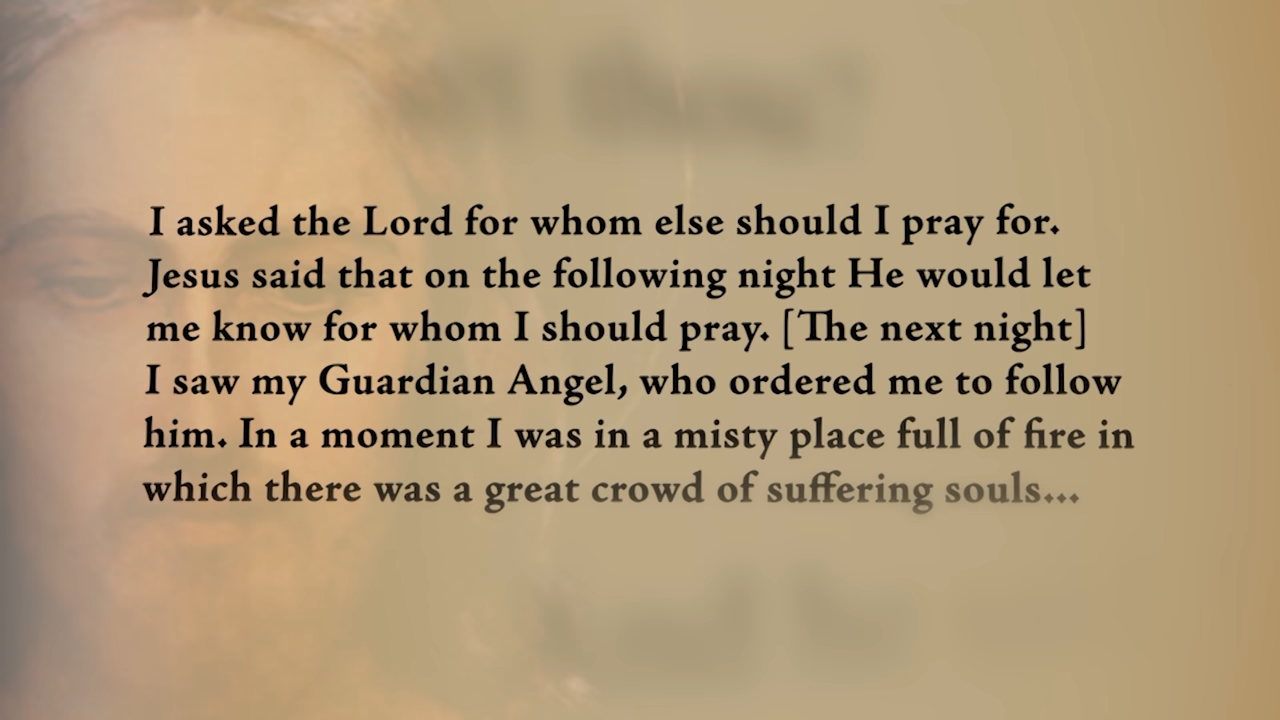 I asked the Lord for whom else should I pray for.
Jesus said that on the following night He would let
me know for whom I should pray. [The next night]
I saw my Guardian Angel, who ordered me to follow
him. In a moment I was in a misty place full of fire in
which there was a great crowd of suffering souls...